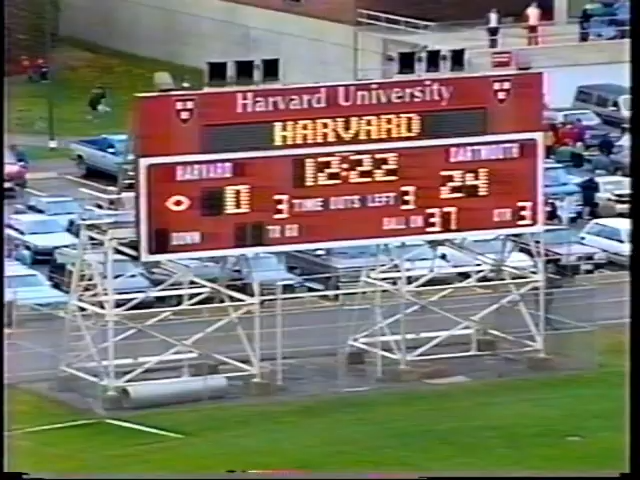 Harvard University
HARVARD
HARVARD 12:22 DARTMOUTH
0 3 TIME OUTS LEFT 3 24
DOWN TO GO BALL ON 37 QTR 3